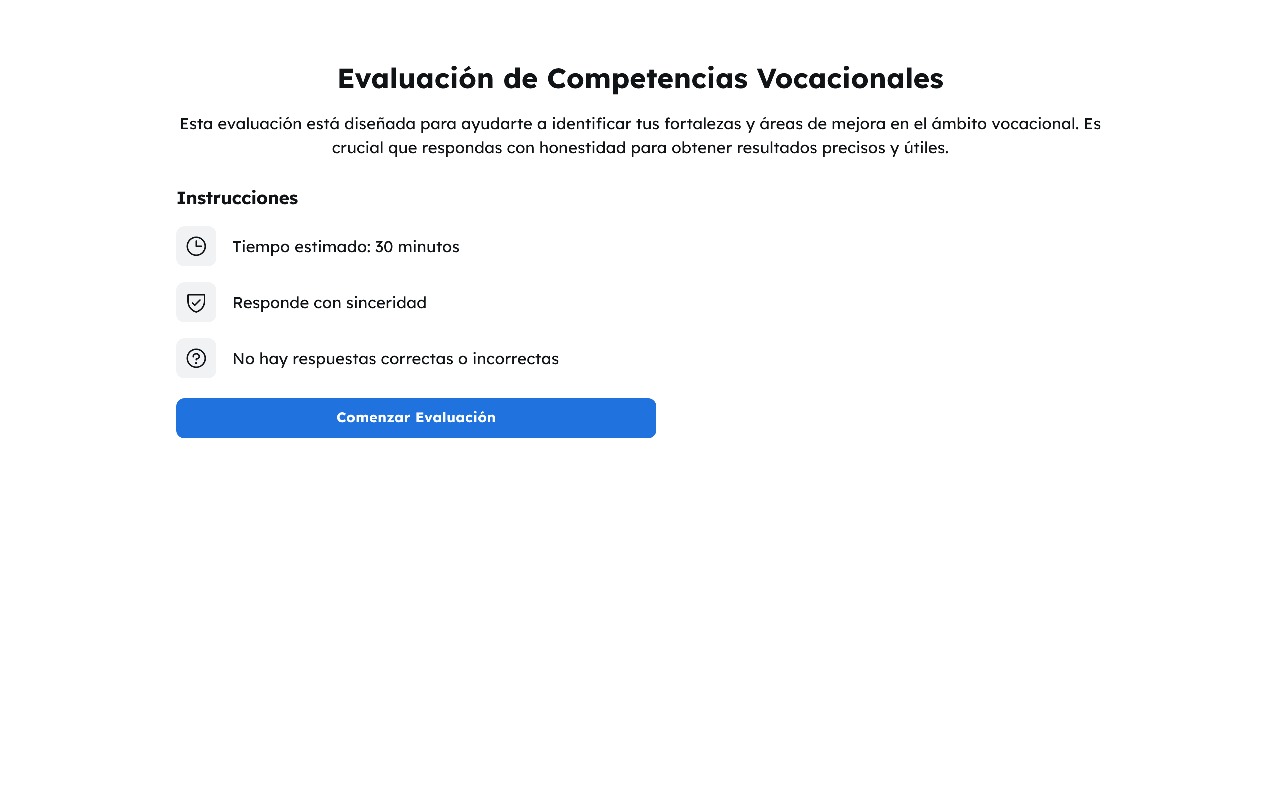 Evaluación de Competencias Vocacionales
Esta evaluación está diseñada para ayudarte a identificar tus fortalezas y áreas de mejora en el ámbito vocacional. Es
crucial que respondas con honestidad para obtener resultados precisos y útiles.
Instrucciones
Tiempo estimado: 30 minutos
Responde con sinceridad
No hay respuestas correctas o incorrectas
Comenzar Evaluación